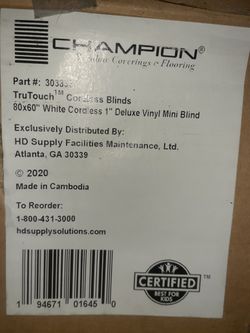 CHAMPION®
Window Coverings & Flooring
Part #:
TruTouch™ Cordless Blinds
80x60" White Cordless 1" Deluxe Vinyl Mini Blind
Exclusively Distributed By:
HD Supply Facilities Maintenance, Ltd.
Atlanta, GA 30339
© 2020
Made in Cambodia
To Reorder:
1-800-431-3000
hdsupplysolutions.com
CERTIFIED
BEST FOR
KIDS
™
1 94671 01645 0